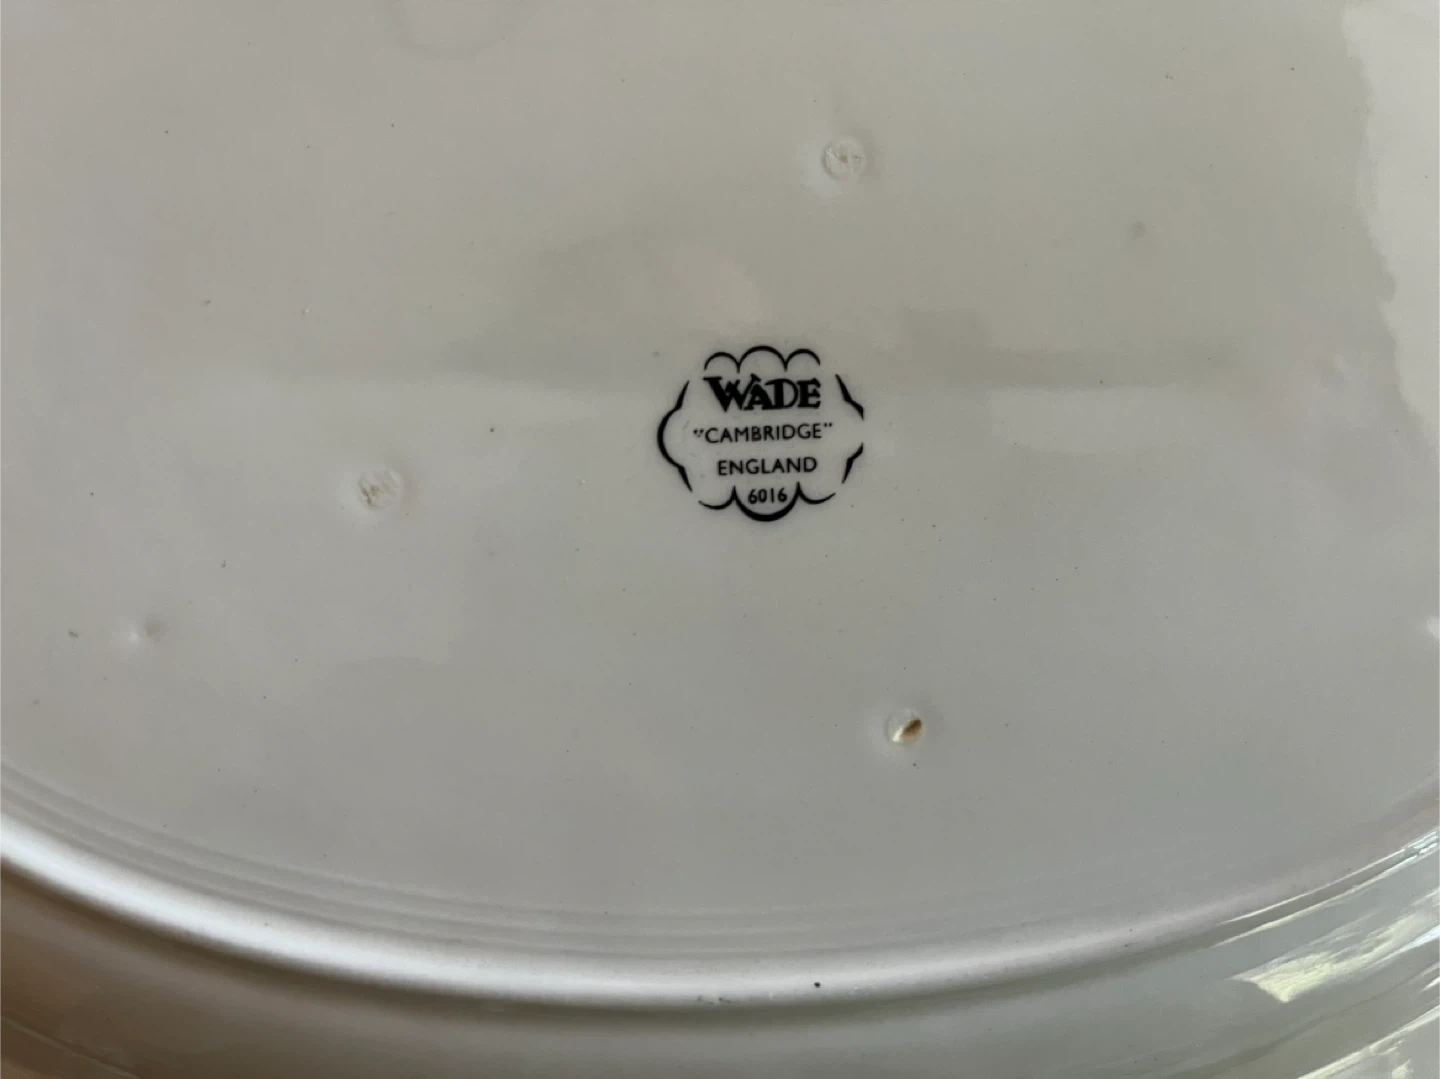 WADE
"CAMBRIDGE"
ENGLAND
6016